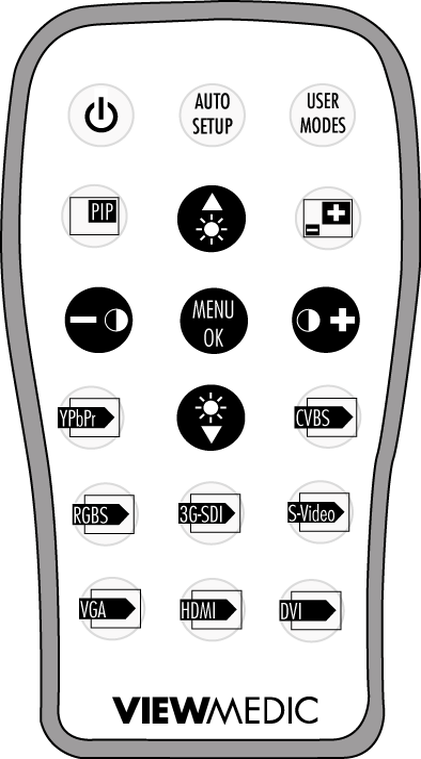 AUTO
SETUP
USER
MODES
PIP
MENU
OK
YPbPr
CVBS
RGBS
3G-SDI
S-Video
VGA
HDMI
DVI
VIEWMEDIC